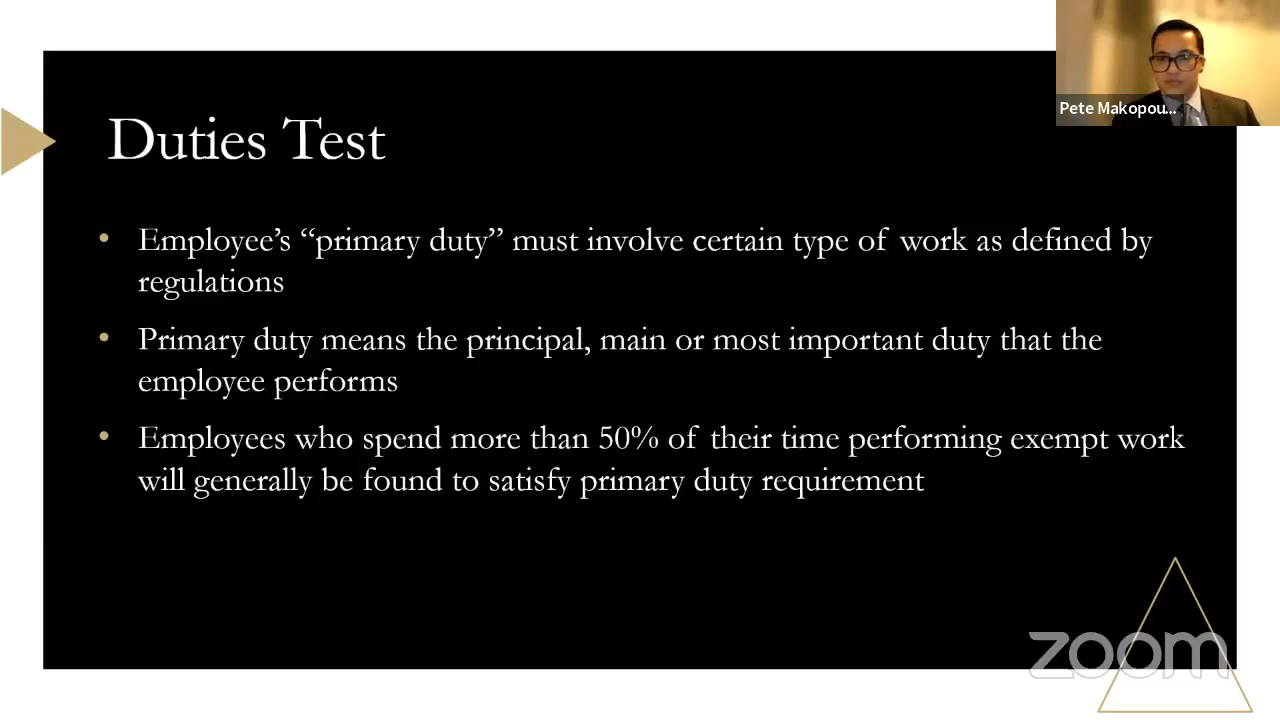 Pete Makopou...
Duties Test
• Employee’s “primary duty” must involve certain type of work as defined by
regulations
• Primary duty means the principal, main or most important duty that the
employee performs
• Employees who spend more than 50% of their time performing exempt work
will generally be found to satisfy primary duty requirement
zoom